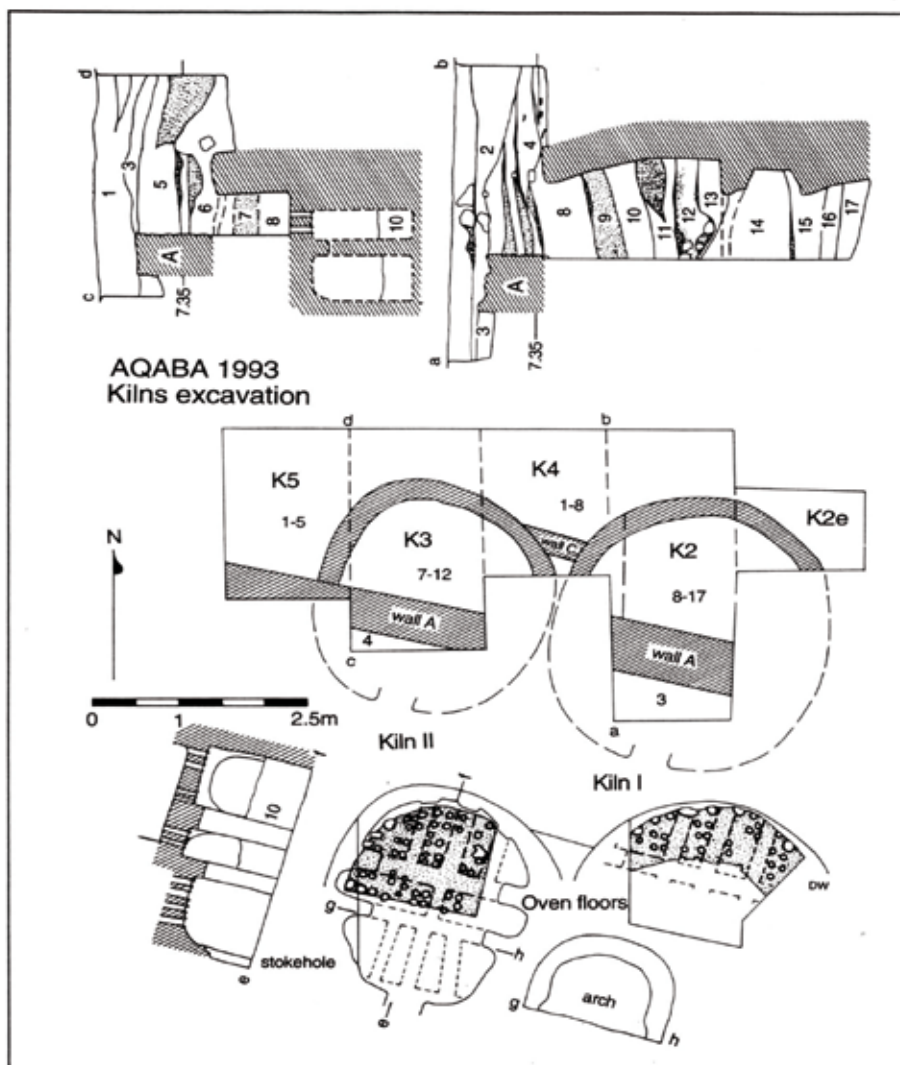 d
b
1
3
5
6
7
8
10
A
c
7.35
2
4
8
9
10
11
12
13
14
15
16
17
A
3
a
7.35
AQABA 1993
Kilns excavation
d
b
K5
1-5
K4
1-8
K2e
N
K3
7-12
wall C
K2
8-17
wall A
4
c
wall A
3
a
0 1 2.5m
Kiln II
Kiln I
f
10
stokehole
e
f
g
h
e
Oven floors
DW
arch
g
h